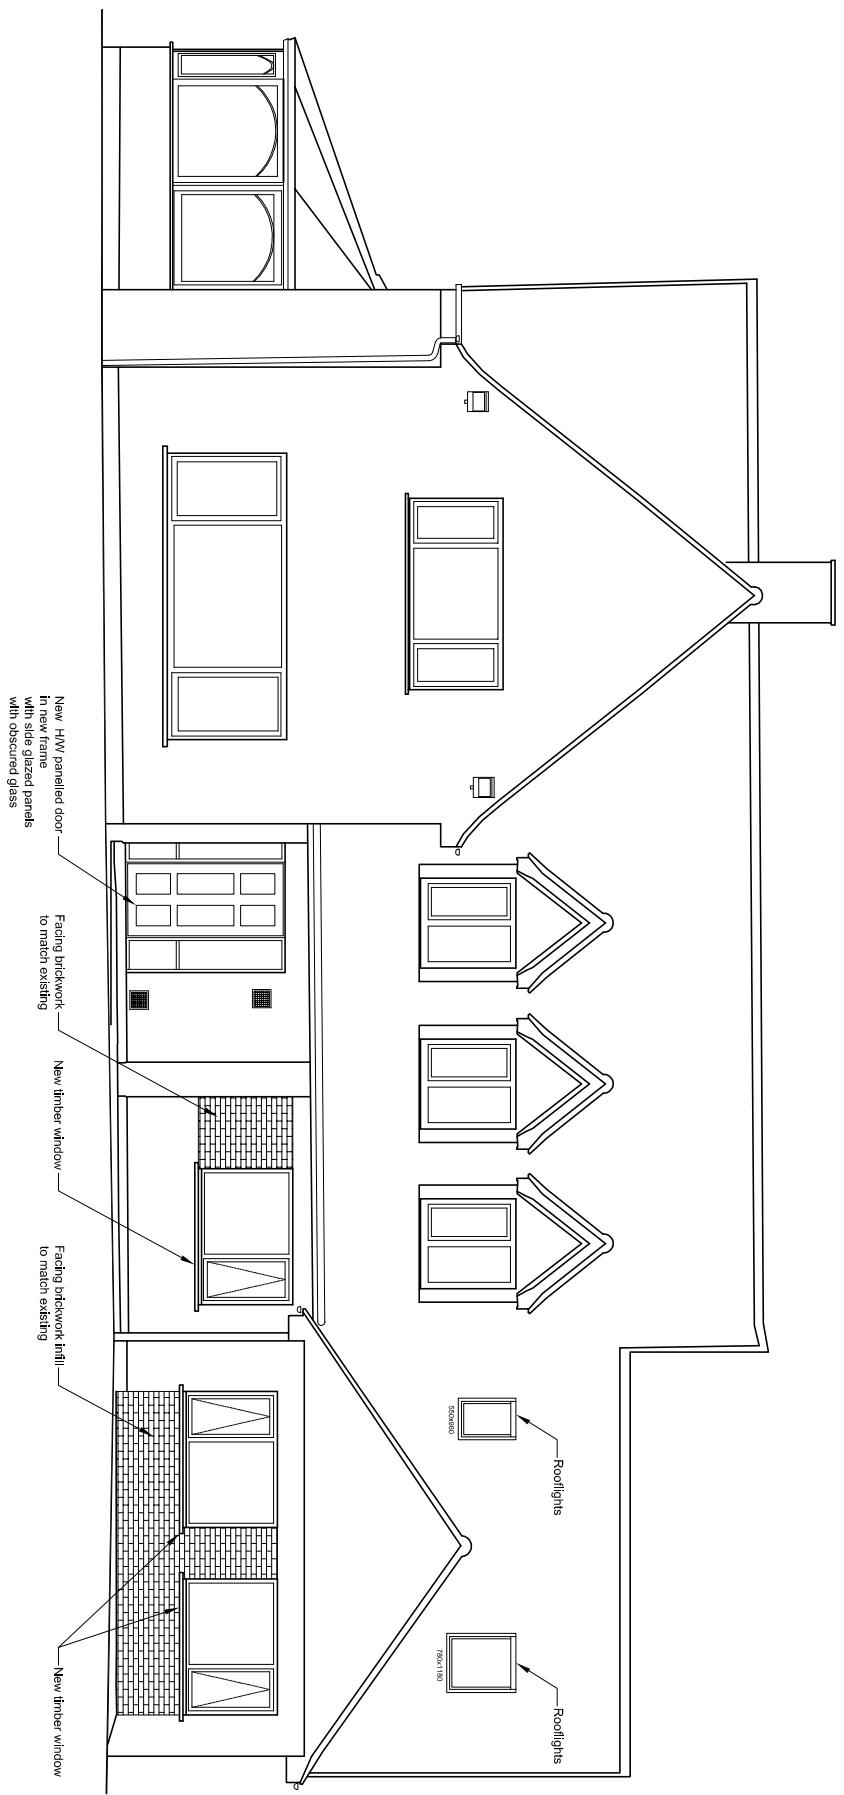 New H/W panelled door
in new frame
with side glazed panels
with obscured glass
Facing brickwork
to match existing
New timber window
Facing brickwork infill
to match existing
New timber window
Rooflights
550x980
Rooflights
780x1180